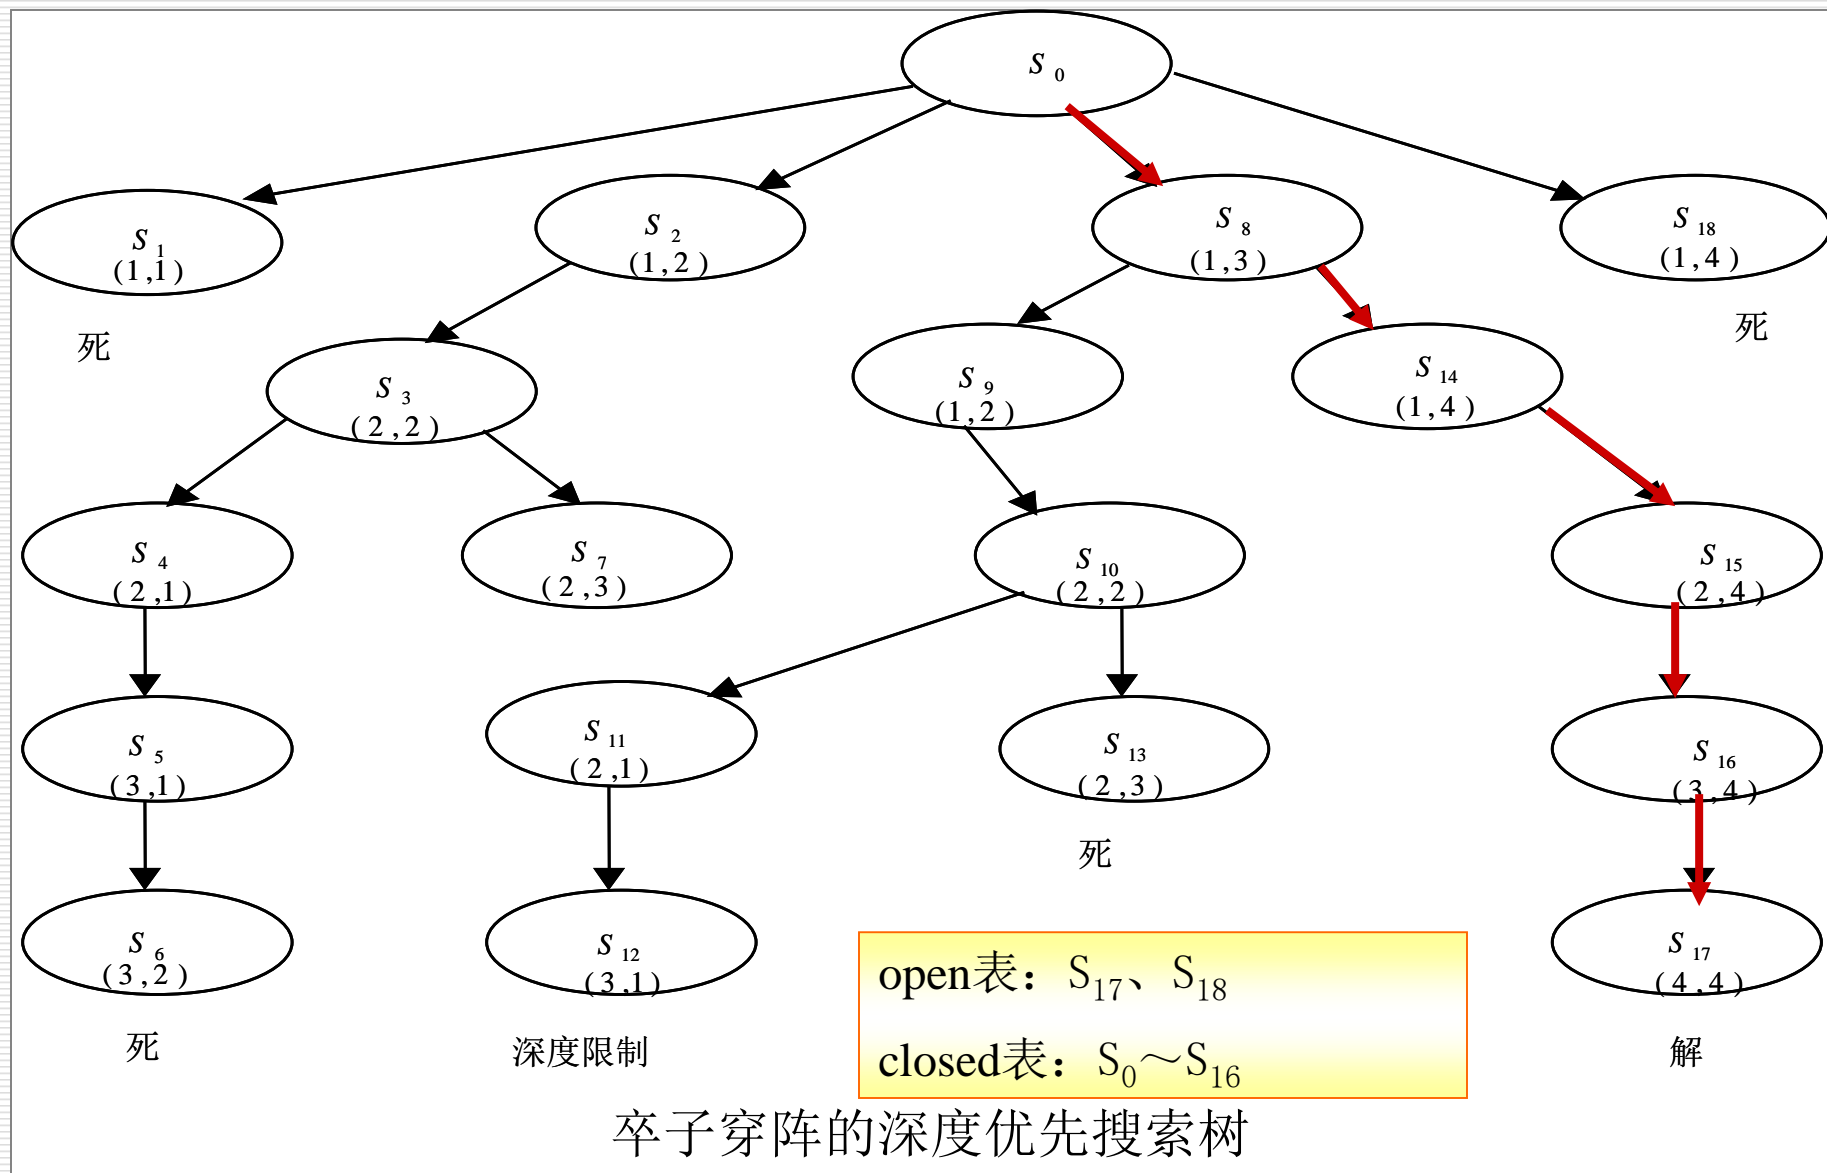 S0
S1
(1,1)
死
S2
(1,2)
S8
(1,3)
S18
(1,4)
死
S3
(2,2)
S9
(1,2)
S14
(1,4)
S4
(2,1)
S7
(2,3)
S10
(2,2)
S15
(2,4)
S5
(3,1)
S11
(2,1)
S13
(2,3)
死
S16
(3,4)
S6
(3,2)
死
S12
(3,1)
深度限制
S17
(4,4)
解
open表：S17、S18
closed表：S0～S16
卒子穿阵的深度优先搜索树